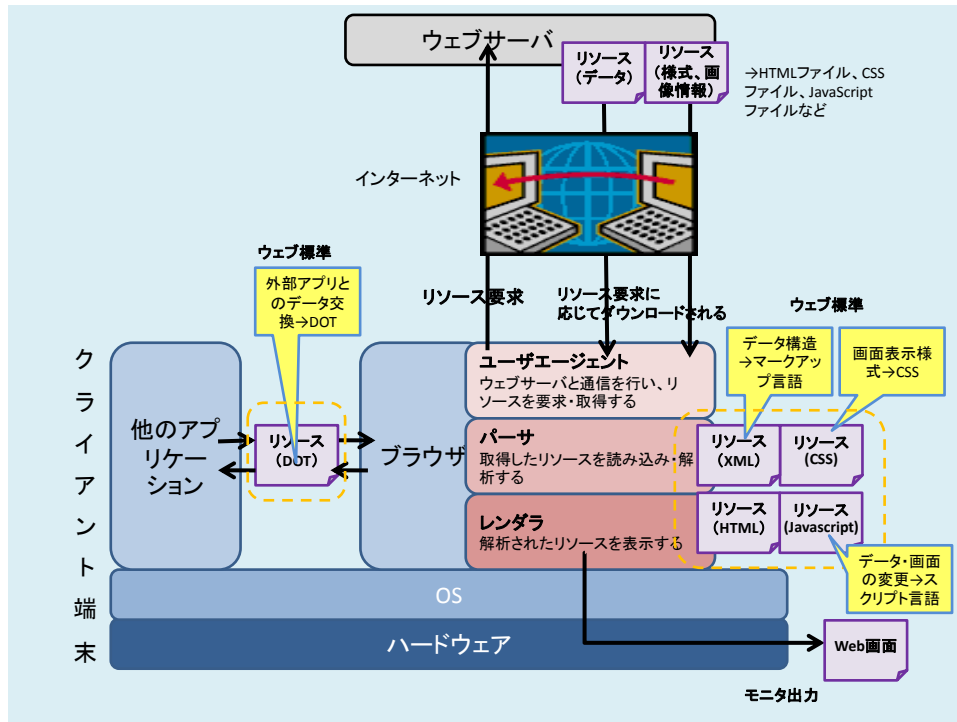 ウェブサーバ
リソース
（データ）
リソース
（様式、画
像情報）
→HTMLファイル、CSS
ファイル、JavaScript
ファイルなど
インターネット
ウェブ標準
外部アプリと
のデータ交
換→DOT
リソース要求
リソース要求に
応じてダウンロードされる
ウェブ標準
データ構造
→マークアッ
プ言語
画面表示様
式→CSS
クライアント端末
他のアプ
リケー
ション
リソース
（DOT）
ブラウザ
ユーザエージェント
ウェブサーバと通信を行い、リ
ソースを要求・取得する
パーサ
取得したリソースを読み込み・解
析する
レンダラ
解析されたリソースを表示する
リソース
（XML）
リソース
(CSS)
リソース
（HTML）
リソース
(Javascript)
データ・画面
の変更→ス
クリプト言語
OS
ハードウェア
Web画面
モニタ出力